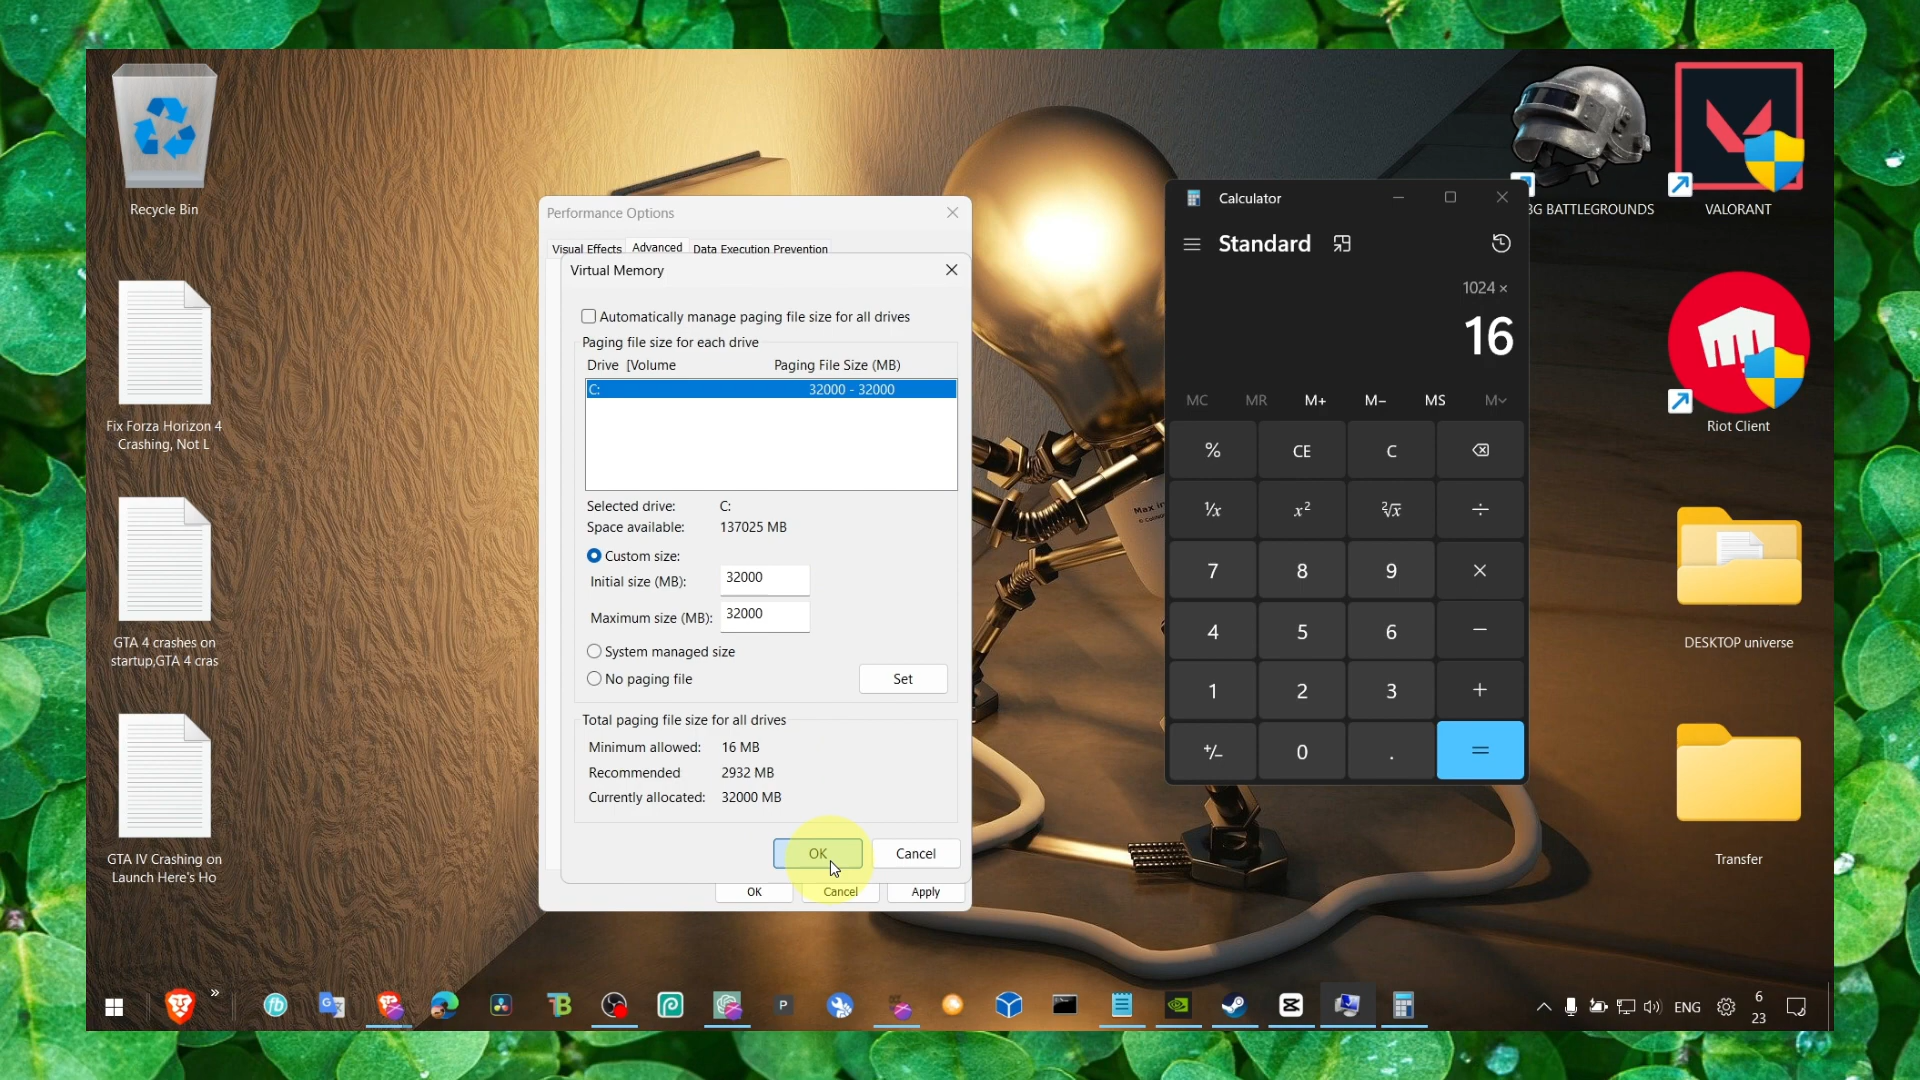 Recycle Bin
Fix Forza Horizon 4
Crashing, Not L
GTA 4 crashes on
startup,GTA 4 cras
GTA IV Crashing on
Launch Here's Ho
Performance Options
Visual Effects
Advanced
Data Execution Prevention
Virtual Memory
Automatically manage paging file size for all drives
Paging file size for each drive
Drive [Volume
Paging File Size (MB)
C:
32000 - 32000
Selected drive:
C:
Space available:
137025 MB
Custom size:
Initial size (MB):
32000
Maximum size (MB):
32000
System managed size
No paging file
Set
Total paging file size for all drives
Minimum allowed:
16 MB
Recommended
2932 MB
Currently allocated:
32000 MB
OK
Cancel
OK
Cancel
Apply
Max.in
Calculator
Standard
1024 ×
16
MC MR M+ M− MS M
% CE C
¹/x x² ²√x ÷
7 8 9 ×
4 5 6 −
1 2 3 +
+/− 0 . =
BG BATTLEGROUNDS
VALORANT
Riot Client
DESKTOP universe
Transfer
fb
G
TB
P
P
ENG
6
23